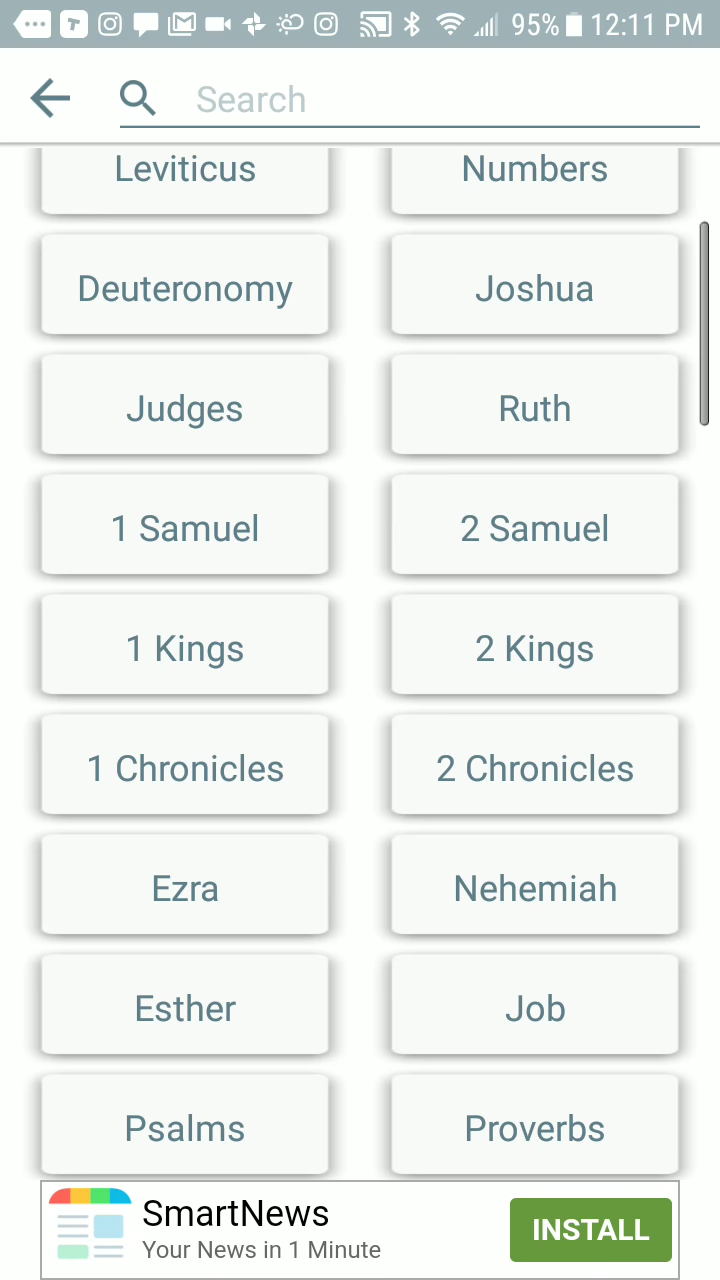 95% 12:11 PM
Search
Leviticus Numbers
Deuteronomy Joshua
Judges Ruth
1 Samuel 2 Samuel
1 Kings 2 Kings
1 Chronicles 2 Chronicles
Ezra Nehemiah
Esther Job
Psalms Proverbs
SmartNews
Your News in 1 Minute
INSTALL